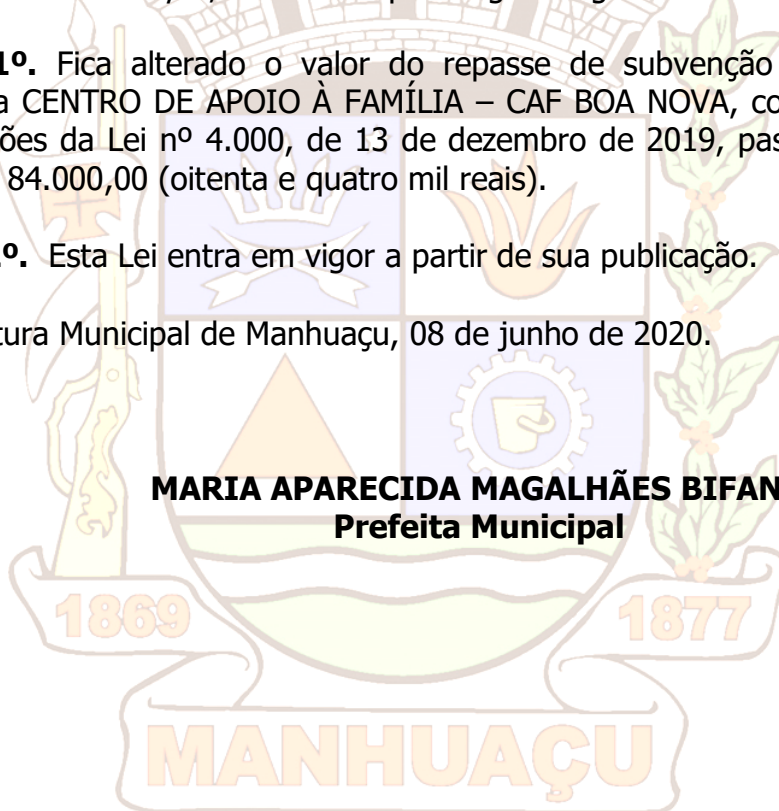 1º. Fica alterado o valor do repasse de subvenção
a CENTRO DE APOIO À FAMÍLIA – CAF BOA NOVA, co
ões da Lei nº 4.000, de 13 de dezembro de 2019, pas
84.000,00 (oitenta e quatro mil reais).
º. Esta Lei entra em vigor a partir de sua publicação.
tura Municipal de Manhuaçu, 08 de junho de 2020.
MARIA APARECIDA MAGALHÃES BIFAN
Prefeita Municipal
1869
1877
MANHUAÇU